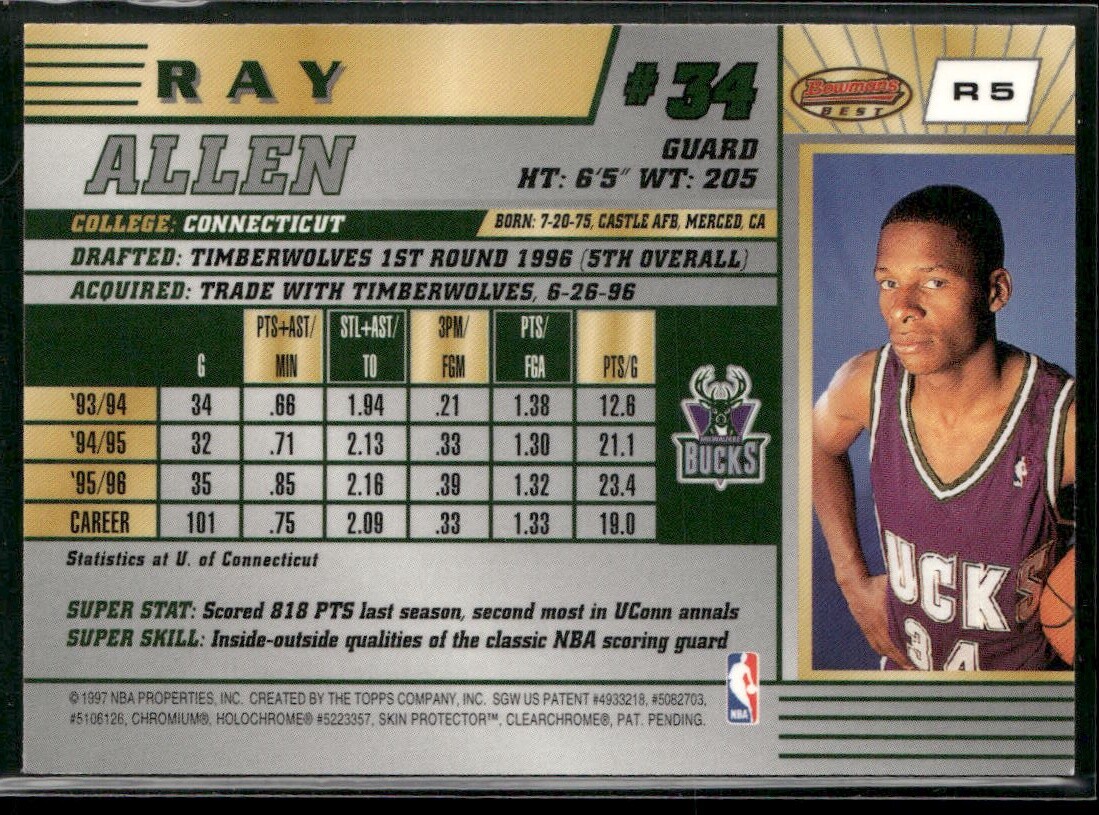 RAY
ALLEN
#34
GUARD
HT: 6'5" WT: 205
Bowmans
BEST
R 5
COLLEGE: CONNECTICUT
BORN: 7-20-75, CASTLE AFB, MERCED, CA
DRAFTED: TIMBERWOLVES 1ST ROUND 1996 (5TH OVERALL)
ACQUIRED: TRADE WITH TIMBERWOLVES, 6-26-96
G PTS+AST/MIN STL+AST/TO 3PM/FGM PTS/FGA PTS/G
'93/94 34 .66 1.94 .21 1.38 12.6
'94/95 32 .71 2.13 .33 1.30 21.1
'95/96 35 .85 2.16 .39 1.32 23.4
CAREER 101 .75 2.09 .33 1.33 19.0
MILWAUKEE
BUCKS
Statistics at U. of Connecticut
SUPER STAT: Scored 818 PTS last season, second most in UConn annals
SUPER SKILL: Inside-outside qualities of the classic NBA scoring guard
© 1997 NBA PROPERTIES, INC. CREATED BY THE TOPPS COMPANY, INC. SGW US PATENT #4933218, #5082703,
#5106126, CHROMIUM®, HOLOCHROME® #5223357, SKIN PROTECTOR™, CLEARCHROME®, PAT. PENDING.
NBA
UCKS
34